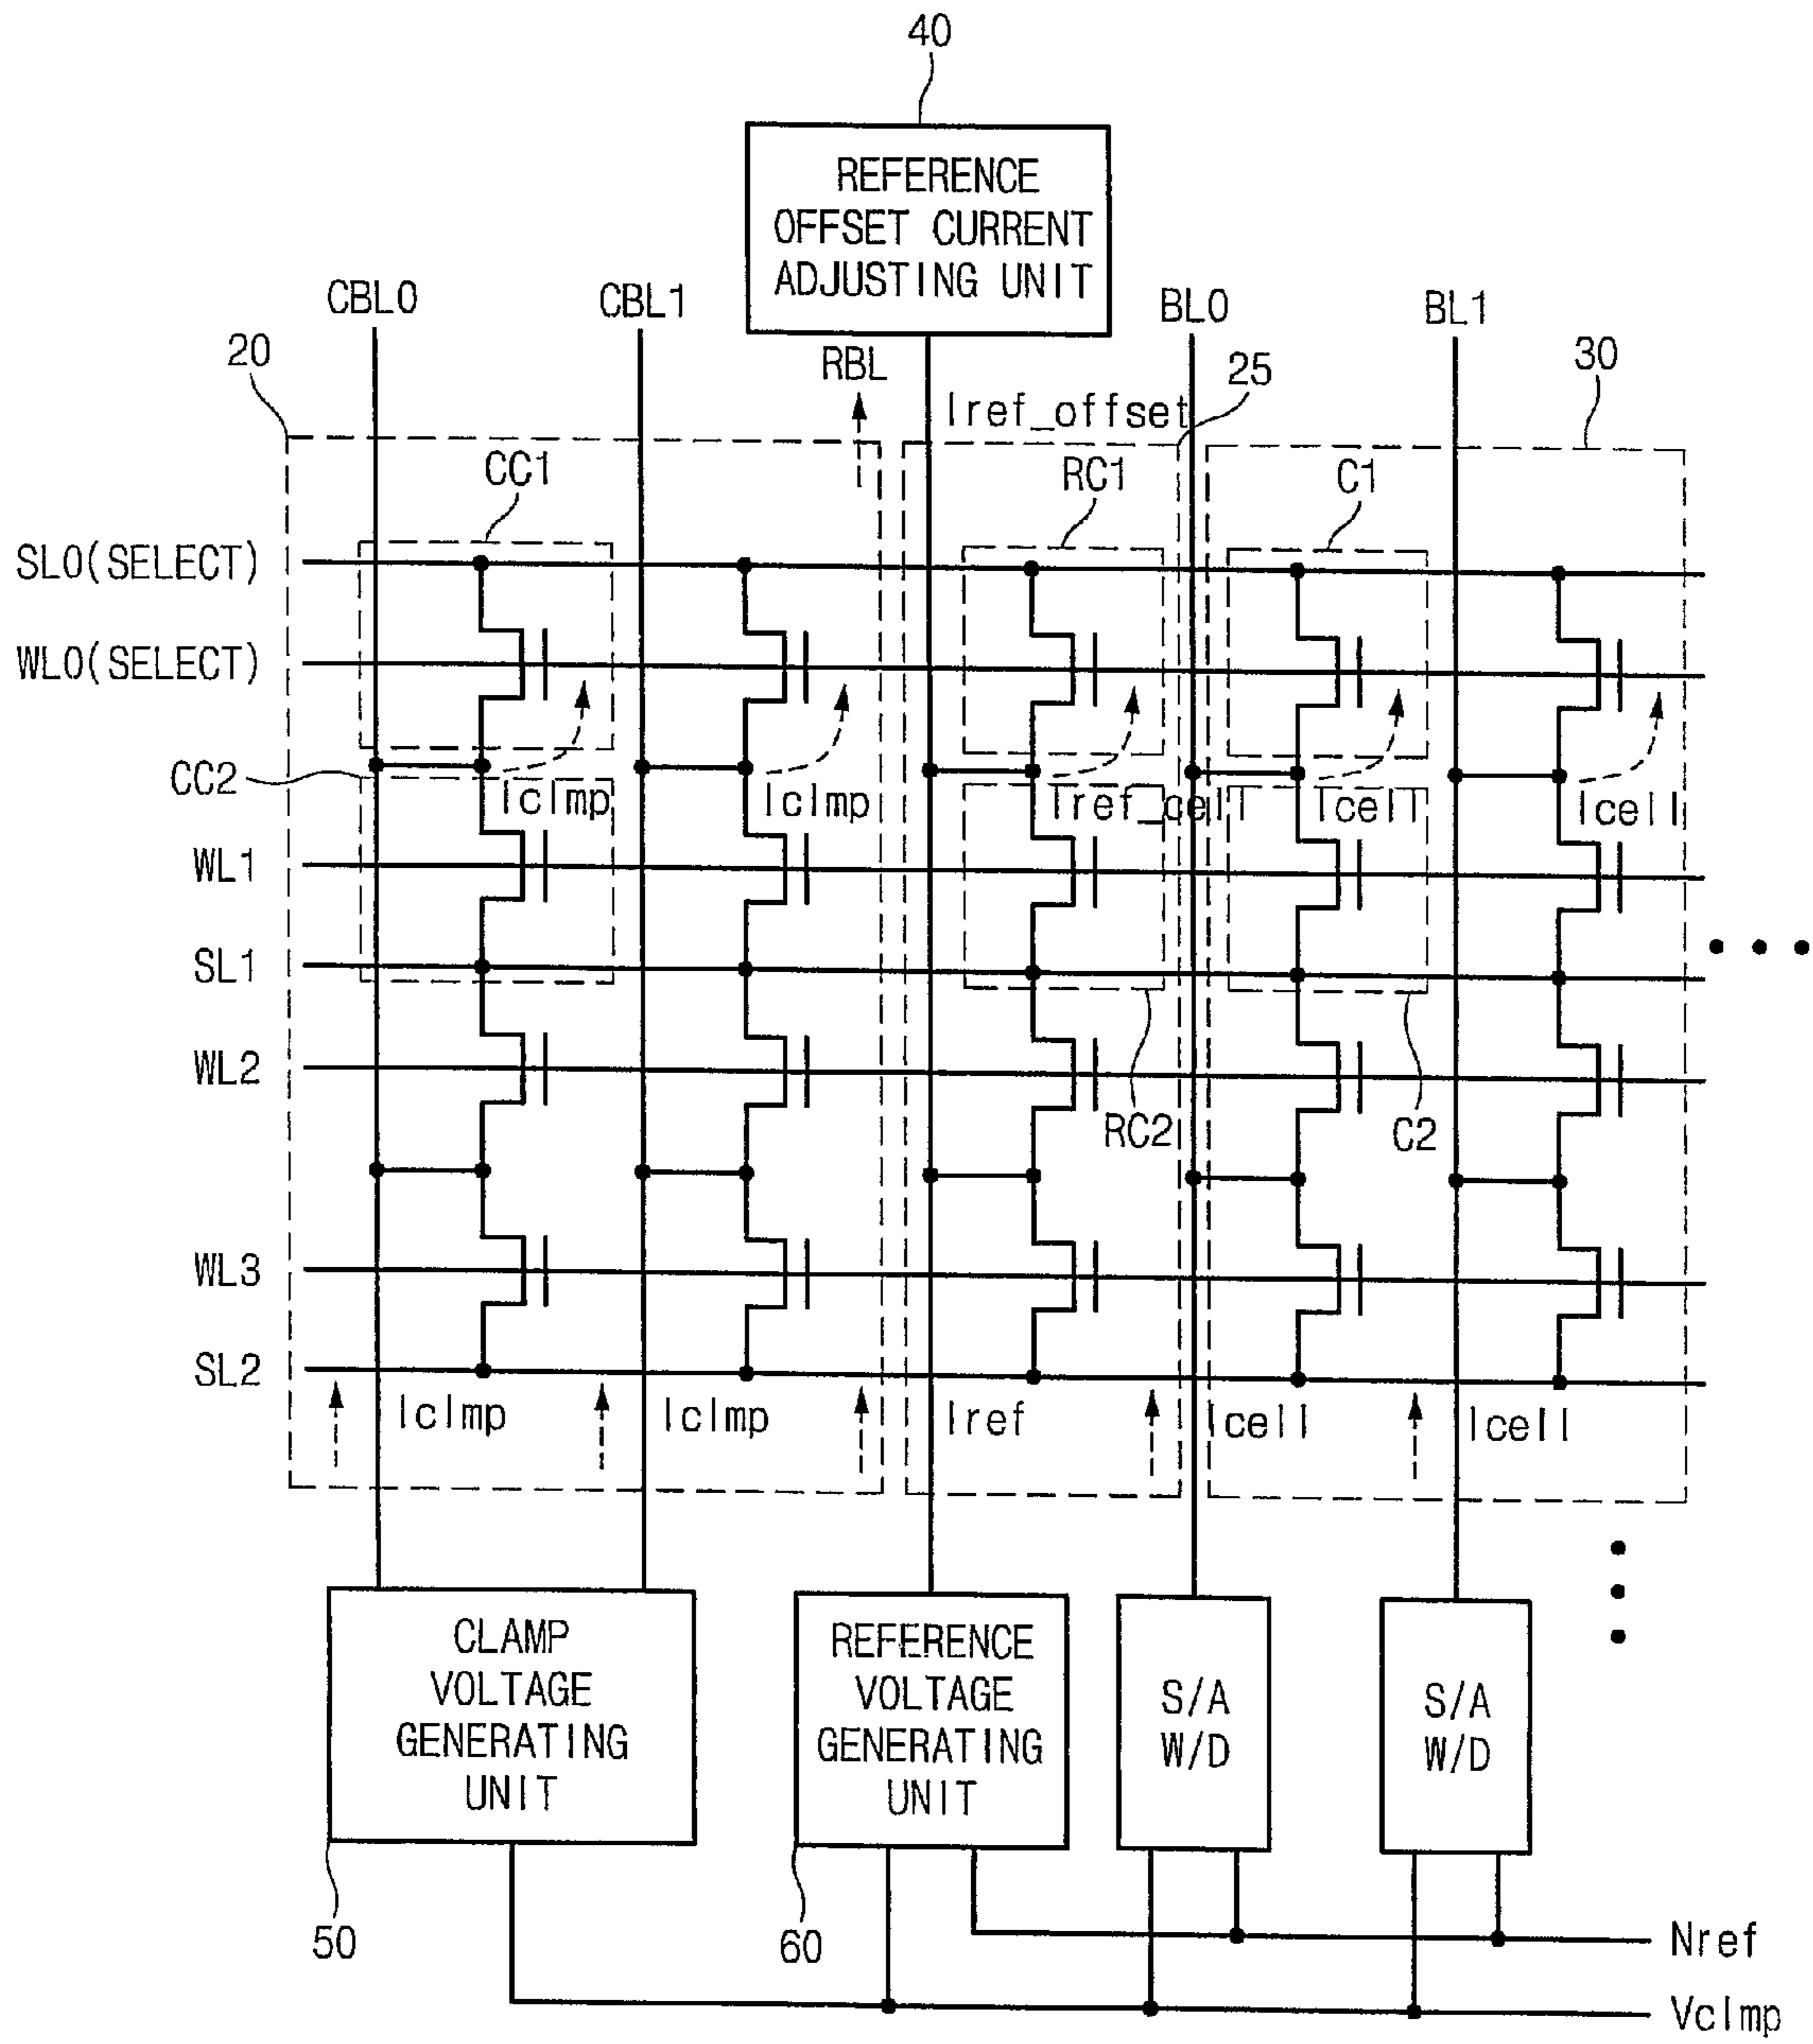 40
REFERENCE
OFFSET CURRENT
ADJUSTING UNIT
CBL0
CBL1
BL0
BL1
20
RBL
25
30
Iref_offset
CC1
RC1
C1
SL0(SELECT)
WL0(SELECT)
CC2
Iclmp
Iclmp
Iref_cell
Icell
Icell
WL1
SL1
WL2
RC2
C2
WL3
SL2
Iclmp
Iclmp
Iref
Icell
Icell
CLAMP
VOLTAGE
GENERATING
UNIT
REFERENCE
VOLTAGE
GENERATING
UNIT
S/A
W/D
S/A
W/D
50
60
Nref
Vclmp